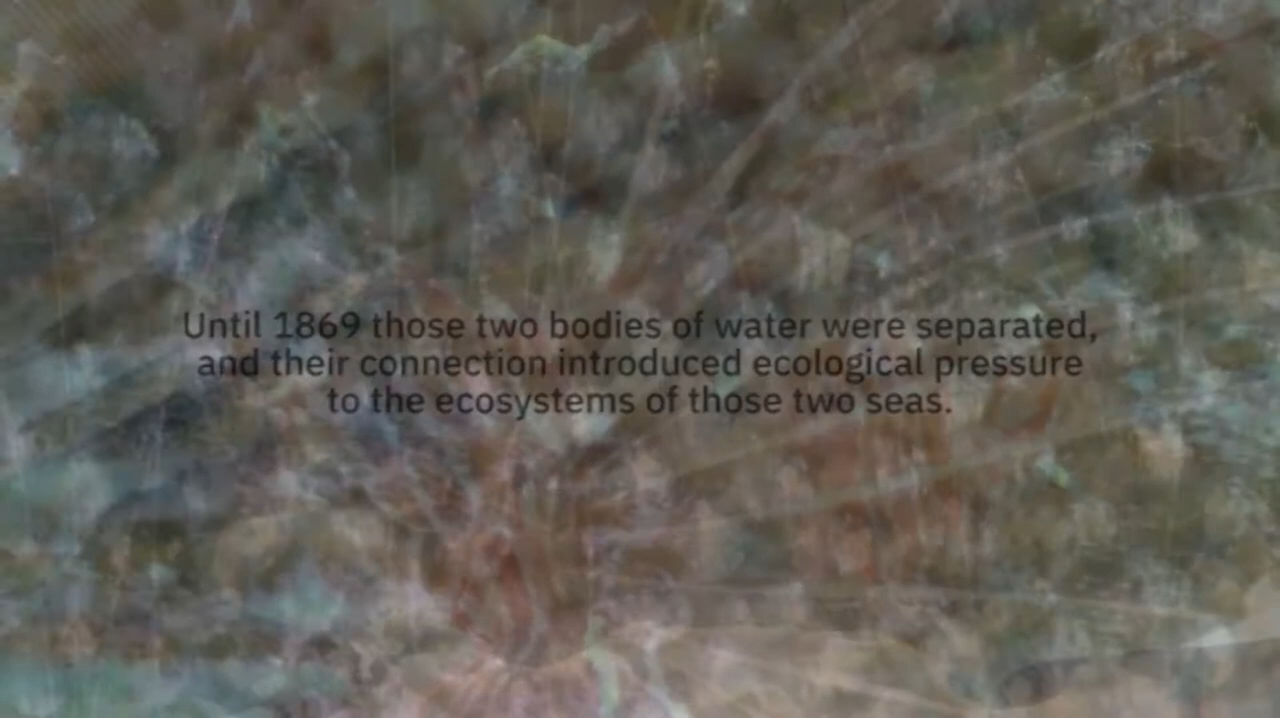 Until 1869 those two bodies of water were separated,
and their connection introduced ecological pressure
to the ecosystems of those two seas.